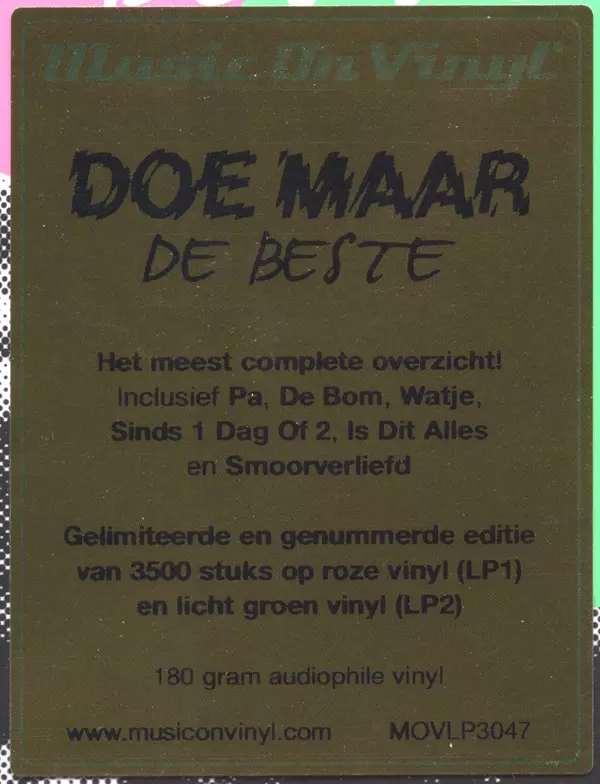 Music On Vinyl
DOE MAAR
DE BESTE
Het meest complete overzicht!
Inclusief Pa, De Bom, Watje,
Sinds 1 Dag Of 2, Is Dit Alles
en Smoorverliefd
Gelimiteerde en genummerde editie
van 3500 stuks op roze vinyl (LP1)
en licht groen vinyl (LP2)
180 gram audiophile vinyl
www.musiconvinyl.com MOVLP3047